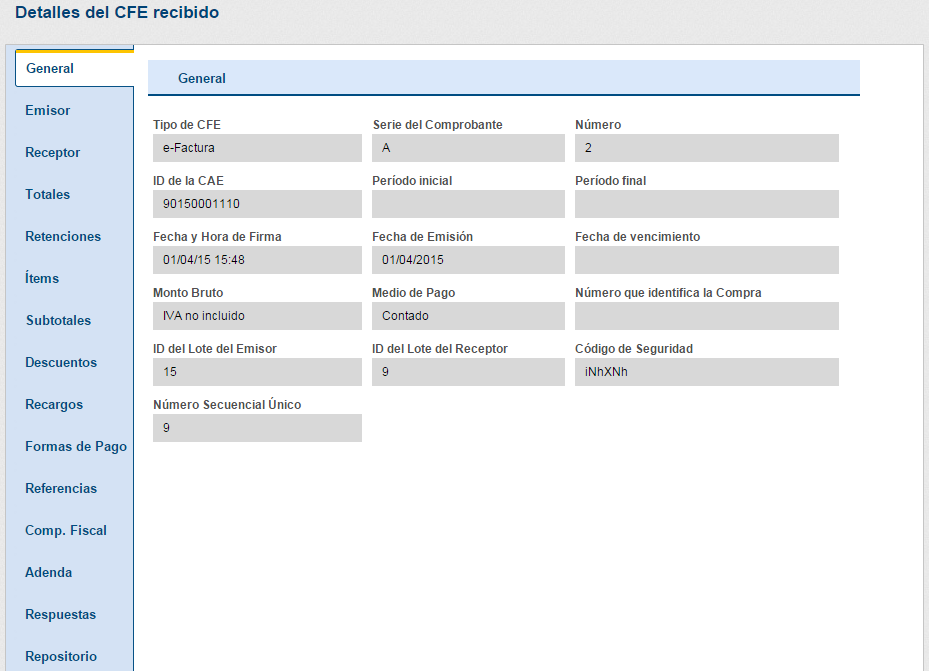 Detalles del CFE recibido
General
Emisor
Receptor
Totales
Retenciones
Ítems
Subtotales
Descuentos
Recargos
Formas de Pago
Referencias
Comp. Fiscal
Adenda
Respuestas
Repositorio
General
Tipo de CFE Serie del Comprobante Número
e-Factura A 2
ID de la CAE Período inicial Período final
90150001110
Fecha y Hora de Firma Fecha de Emisión Fecha de vencimiento
01/04/15 15:48 01/04/2015
Monto Bruto Medio de Pago Número que identifica la Compra
IVA no incluido Contado
ID del Lote del Emisor ID del Lote del Receptor Código de Seguridad
15 9 iNhXNh
Número Secuencial Único
9